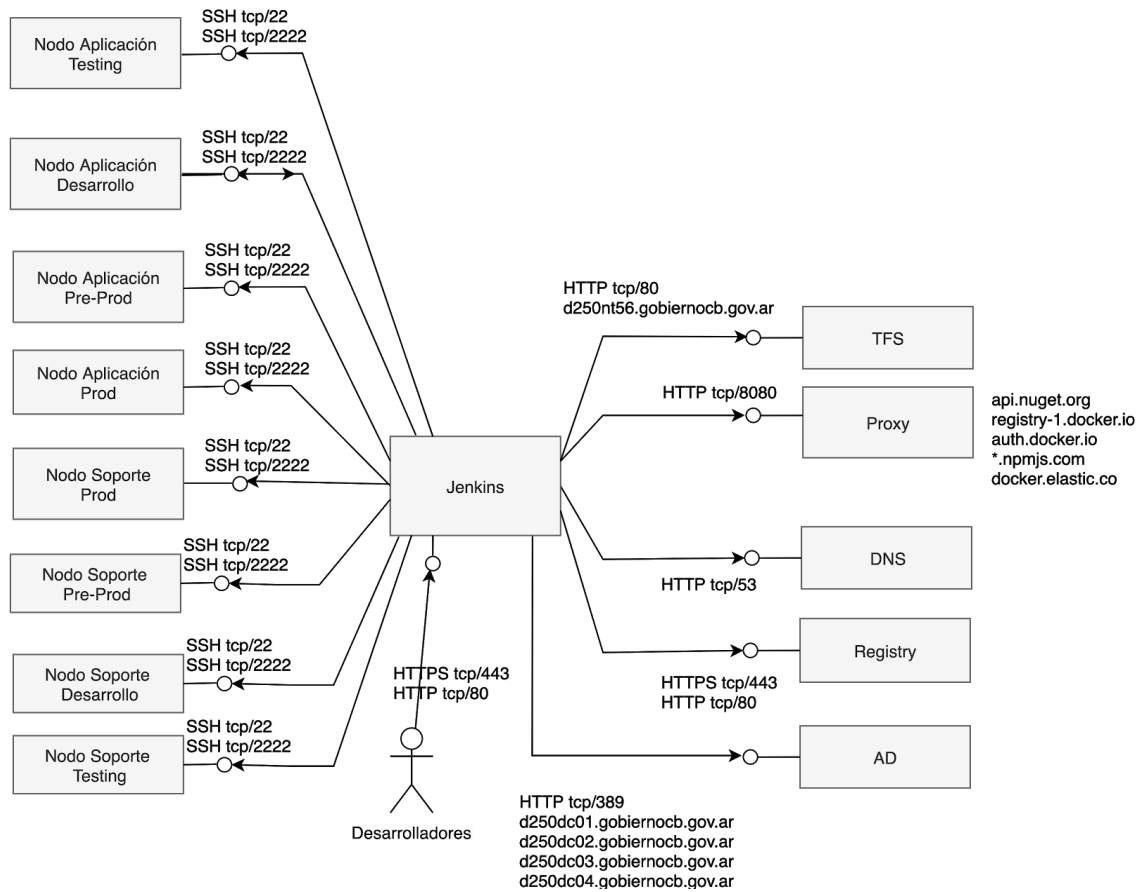 SSH tcp/22
SSH tcp/2222
Nodo Aplicación
Testing
SSH tcp/22
SSH tcp/2222
Nodo Aplicación
Desarrollo
SSH tcp/22
SSH tcp/2222
Nodo Aplicación
Pre-Prod
SSH tcp/22
SSH tcp/2222
Nodo Aplicación
Prod
SSH tcp/22
SSH tcp/2222
Nodo Soporte
Prod
SSH tcp/22
SSH tcp/2222
Nodo Soporte
Pre-Prod
SSH tcp/22
SSH tcp/2222
Nodo Soporte
Desarrollo
SSH tcp/22
SSH tcp/2222
Nodo Soporte
Testing
Jenkins
HTTPS tcp/443
HTTP tcp/80
Desarrolladores
HTTP tcp/80
d250nt56.gobiernocb.gov.ar
TFS
HTTP tcp/8080
Proxy
api.nuget.org
registry-1.docker.io
auth.docker.io
*.npmjs.com
docker.elastic.co
DNS
HTTP tcp/53
Registry
HTTPS tcp/443
HTTP tcp/80
AD
HTTP tcp/389
d250dc01.gobiernocb.gov.ar
d250dc02.gobiernocb.gov.ar
d250dc03.gobiernocb.gov.ar
d250dc04.gobiernocb.gov.ar